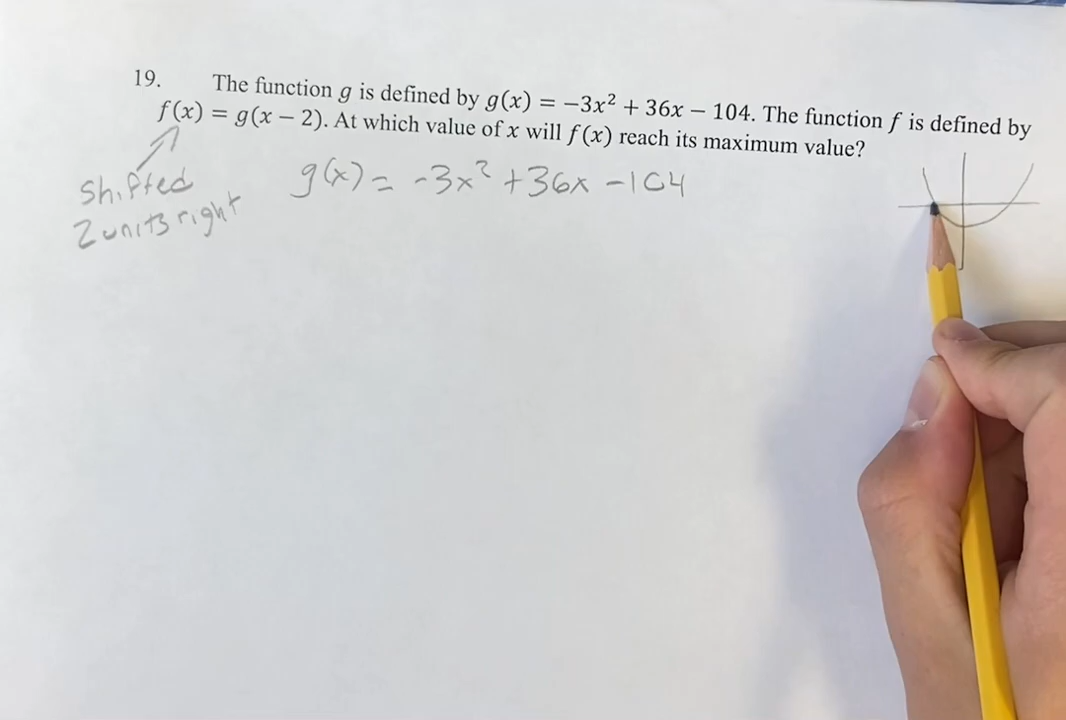 19. The function g is defined by g(x) = −3x² + 36x − 104. The function f is defined by
f(x) = g(x − 2). At which value of x will f(x) reach its maximum value?
shifted
2 units right
g(x) = -3x² + 36x - 104